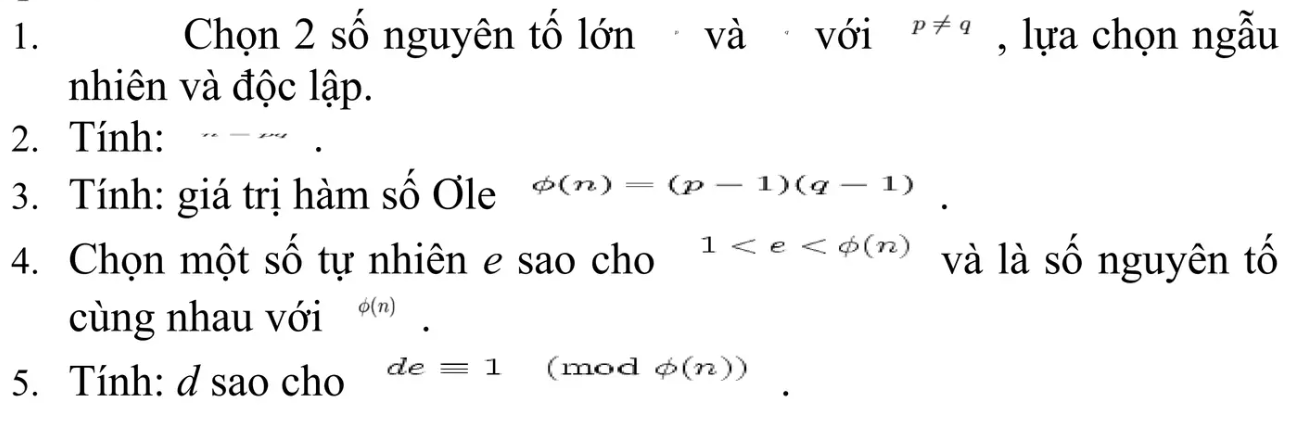 1. Chọn 2 số nguyên tố lớn và với p ≠ q , lựa chọn ngẫu
nhiên và độc lập.
2. Tính: .
3. Tính: giá trị hàm số Ơle ϕ(n) = (p − 1)(q − 1) .
4. Chọn một số tự nhiên e sao cho 1 < e < ϕ(n) và là số nguyên tố
cùng nhau với ϕ(n) .
5. Tính: d sao cho de ≡ 1 (mod ϕ(n)) .